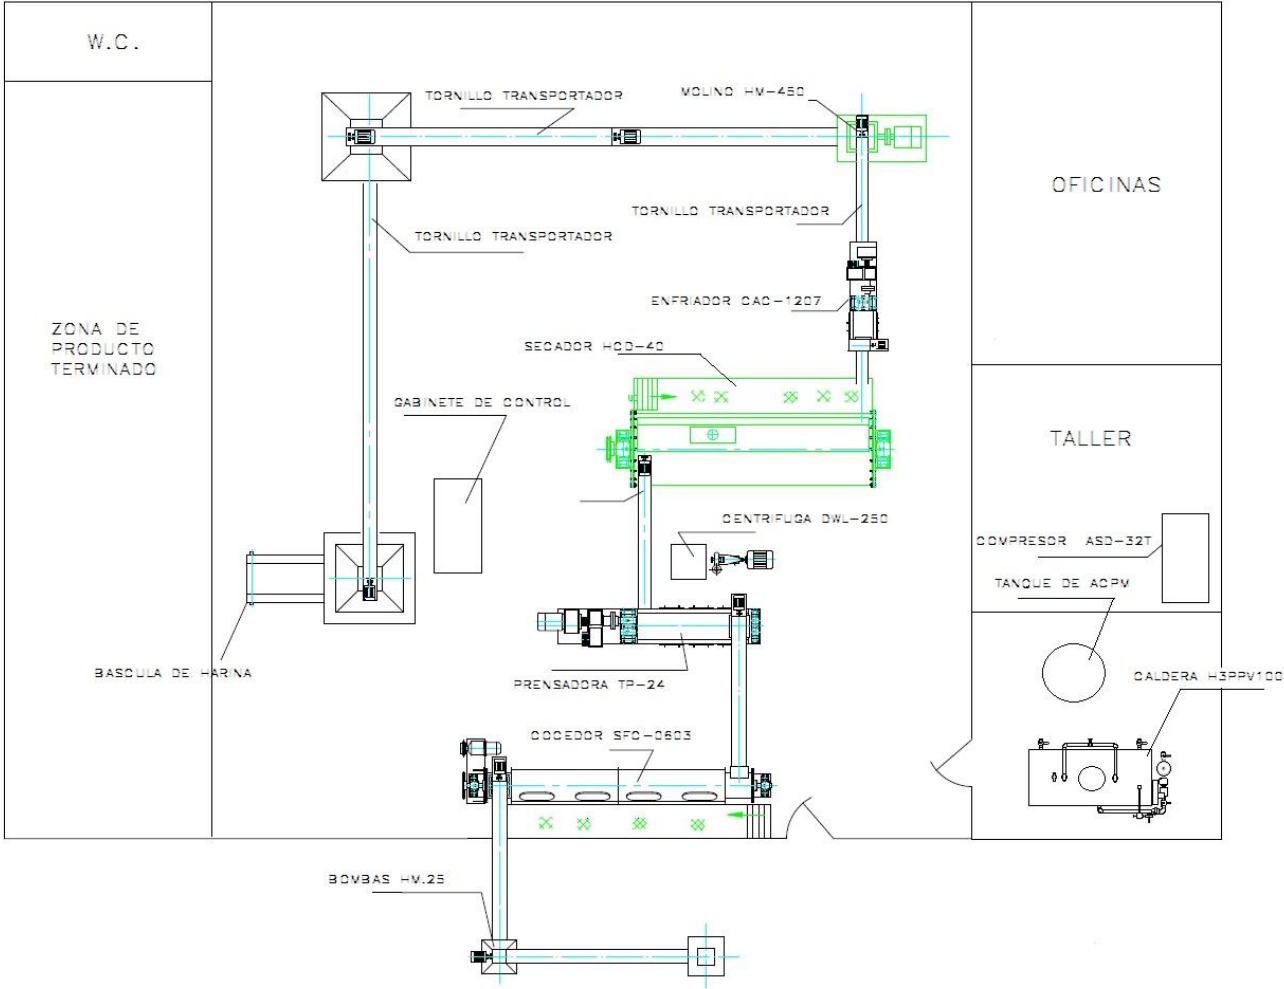 W.C.
TORNILLO TRANSPORTADOR
MOLINO HM-450
OFICINAS
TORNILLO TRANSPORTADOR
TORNILLO TRANSPORTADOR
ENFRIADOR CAC-1207
ZONA DE
PRODUCTO
TERMINADO
SECADOR HCD-40
GABINETE DE CONTROL
TALLER
CENTRIFUGA DWL-250
COMPRESOR ASD-32T
TANQUE DE ACPM
BASCULA DE HARINA
PRENSADORA TP-24
CALDERA H3PPV100
COCEDOR SFC-0603
BOMBAS HM.25